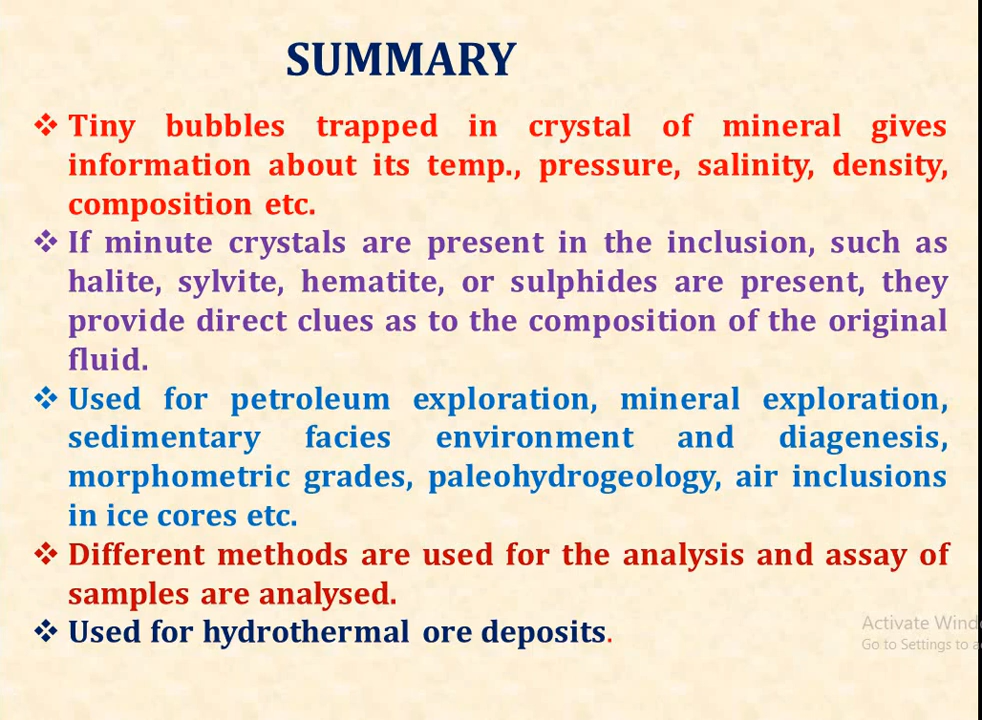 SUMMARY
❖ Tiny bubbles trapped in crystal of mineral gives
information about its temp., pressure, salinity, density,
composition etc.
❖ If minute crystals are present in the inclusion, such as
halite, sylvite, hematite, or sulphides are present, they
provide direct clues as to the composition of the original
fluid.
❖ Used for petroleum exploration, mineral exploration,
sedimentary facies environment and diagenesis,
morphometric grades, paleohydrogeology, air inclusions
in ice cores etc.
❖ Different methods are used for the analysis and assay of
samples are analysed.
❖ Used for hydrothermal ore deposits.
Activate Wind
Go to Settings to a